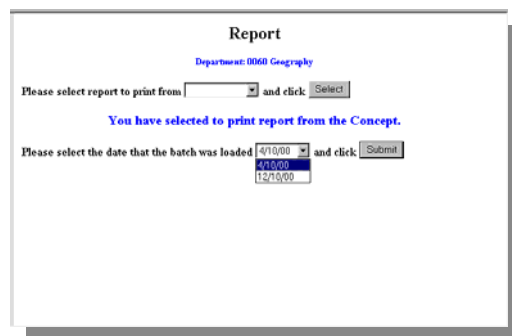 Report
Department: 0060 Geography
Please select report to print from and click Select
You have selected to print report from the Concept.
Please select the date that the batch was loaded 4/10/00 and click Submit
4/10/00
12/10/00